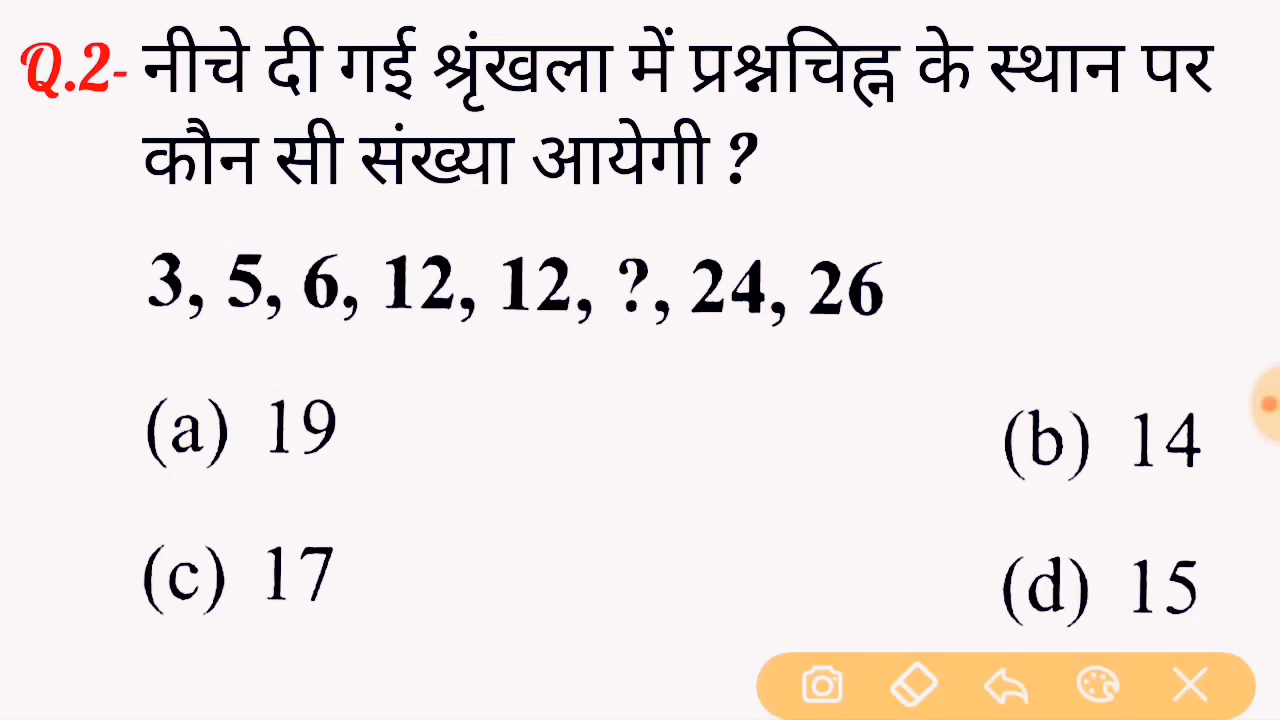 Q.2- नीचे दी गई श्रृंखला में प्रश्नचिह्न के स्थान पर
कौन सी संख्या आयेगी ?
3, 5, 6, 12, 12, ?, 24, 26
(a) 19
(b) 14
(c) 17
(d) 15